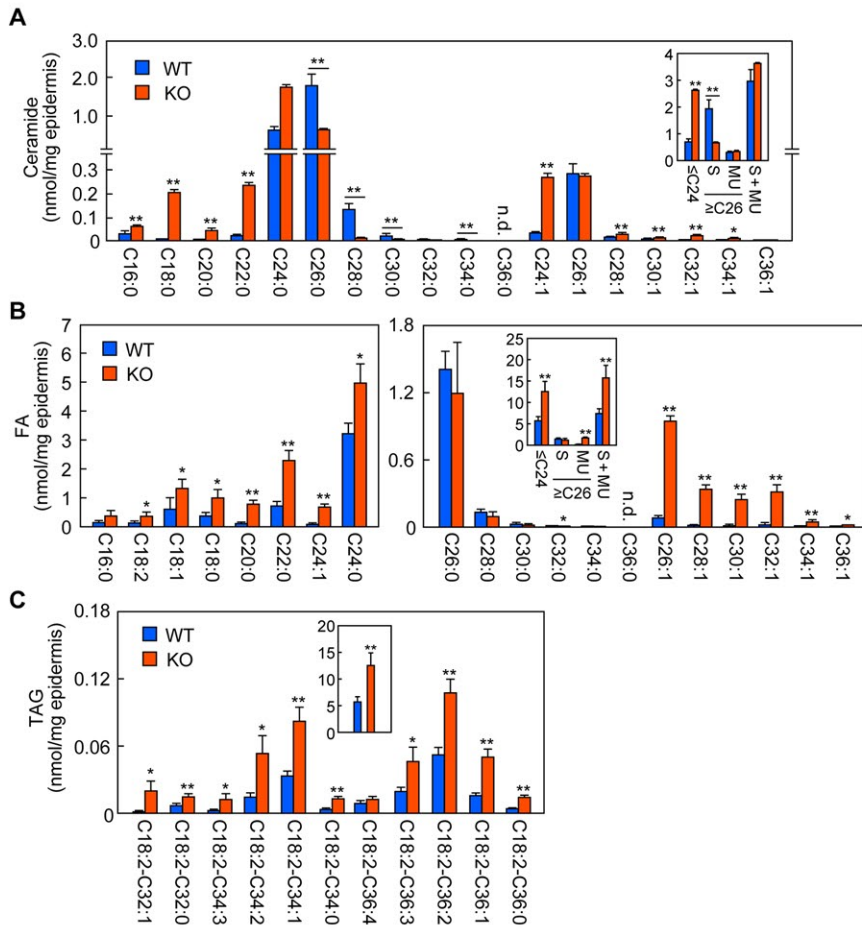 A
Ceramide
(nmol/mg epidermis)
3.0
2.0
1.0
0.3
0.2
0.1
0
WT
KO
**
**
**
**
**
**
**
**
**
n.d.
**
**
**
**
*
4
3
2
1
0
**
**
≤C24
S
MU
S + MU
≥C26
C16:0
C18:0
C20:0
C22:0
C24:0
C26:0
C28:0
C30:0
C32:0
C34:0
C36:0
C24:1
C26:1
C28:1
C30:1
C32:1
C34:1
C36:1
B
FA
(nmol/mg epidermis)
7
6
5
4
3
2
1
0
WT
KO
*
*
*
**
**
**
*
C16:0
C18:2
C18:1
C18:0
C20:0
C22:0
C24:1
C24:0
1.8
1.2
0.6
0
25
20
15
10
5
0
**
**
**
≤C24
S
MU
S + MU
≥C26
*
n.d.
**
**
**
**
**
*
C26:0
C28:0
C30:0
C32:0
C34:0
C36:0
C26:1
C28:1
C30:1
C32:1
C34:1
C36:1
C
TAG
(nmol/mg epidermis)
0.18
0.12
0.06
0
WT
KO
20
15
10
5
0
**
*
**
*
*
**
**
*
**
**
**
C18:2-C32:1
C18:2-C32:0
C18:2-C34:3
C18:2-C34:2
C18:2-C34:1
C18:2-C34:0
C18:2-C36:4
C18:2-C36:3
C18:2-C36:2
C18:2-C36:1
C18:2-C36:0